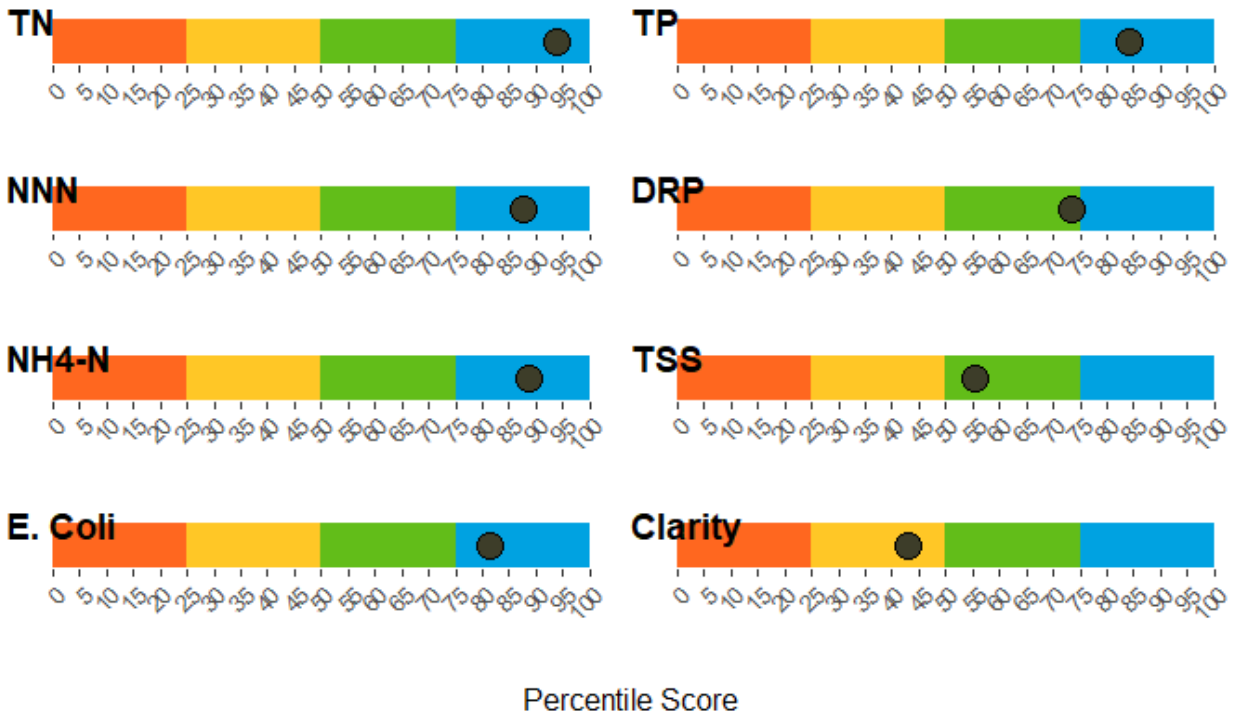 TN TP
0 5 10 15 20 25 30 35 40 45 50 55 60 65 70 75 80 85 90 95 100 0 5 10 15 20 25 30 35 40 45 50 55 60 65 70 75 80 85 90 95 100
NNN DRP
0 5 10 15 20 25 30 35 40 45 50 55 60 65 70 75 80 85 90 95 100 0 5 10 15 20 25 30 35 40 45 50 55 60 65 70 75 80 85 90 95 100
NH4-N TSS
0 5 10 15 20 25 30 35 40 45 50 55 60 65 70 75 80 85 90 95 100 0 5 10 15 20 25 30 35 40 45 50 55 60 65 70 75 80 85 90 95 100
E. Coli Clarity
0 5 10 15 20 25 30 35 40 45 50 55 60 65 70 75 80 85 90 95 100 0 5 10 15 20 25 30 35 40 45 50 55 60 65 70 75 80 85 90 95 100
Percentile Score